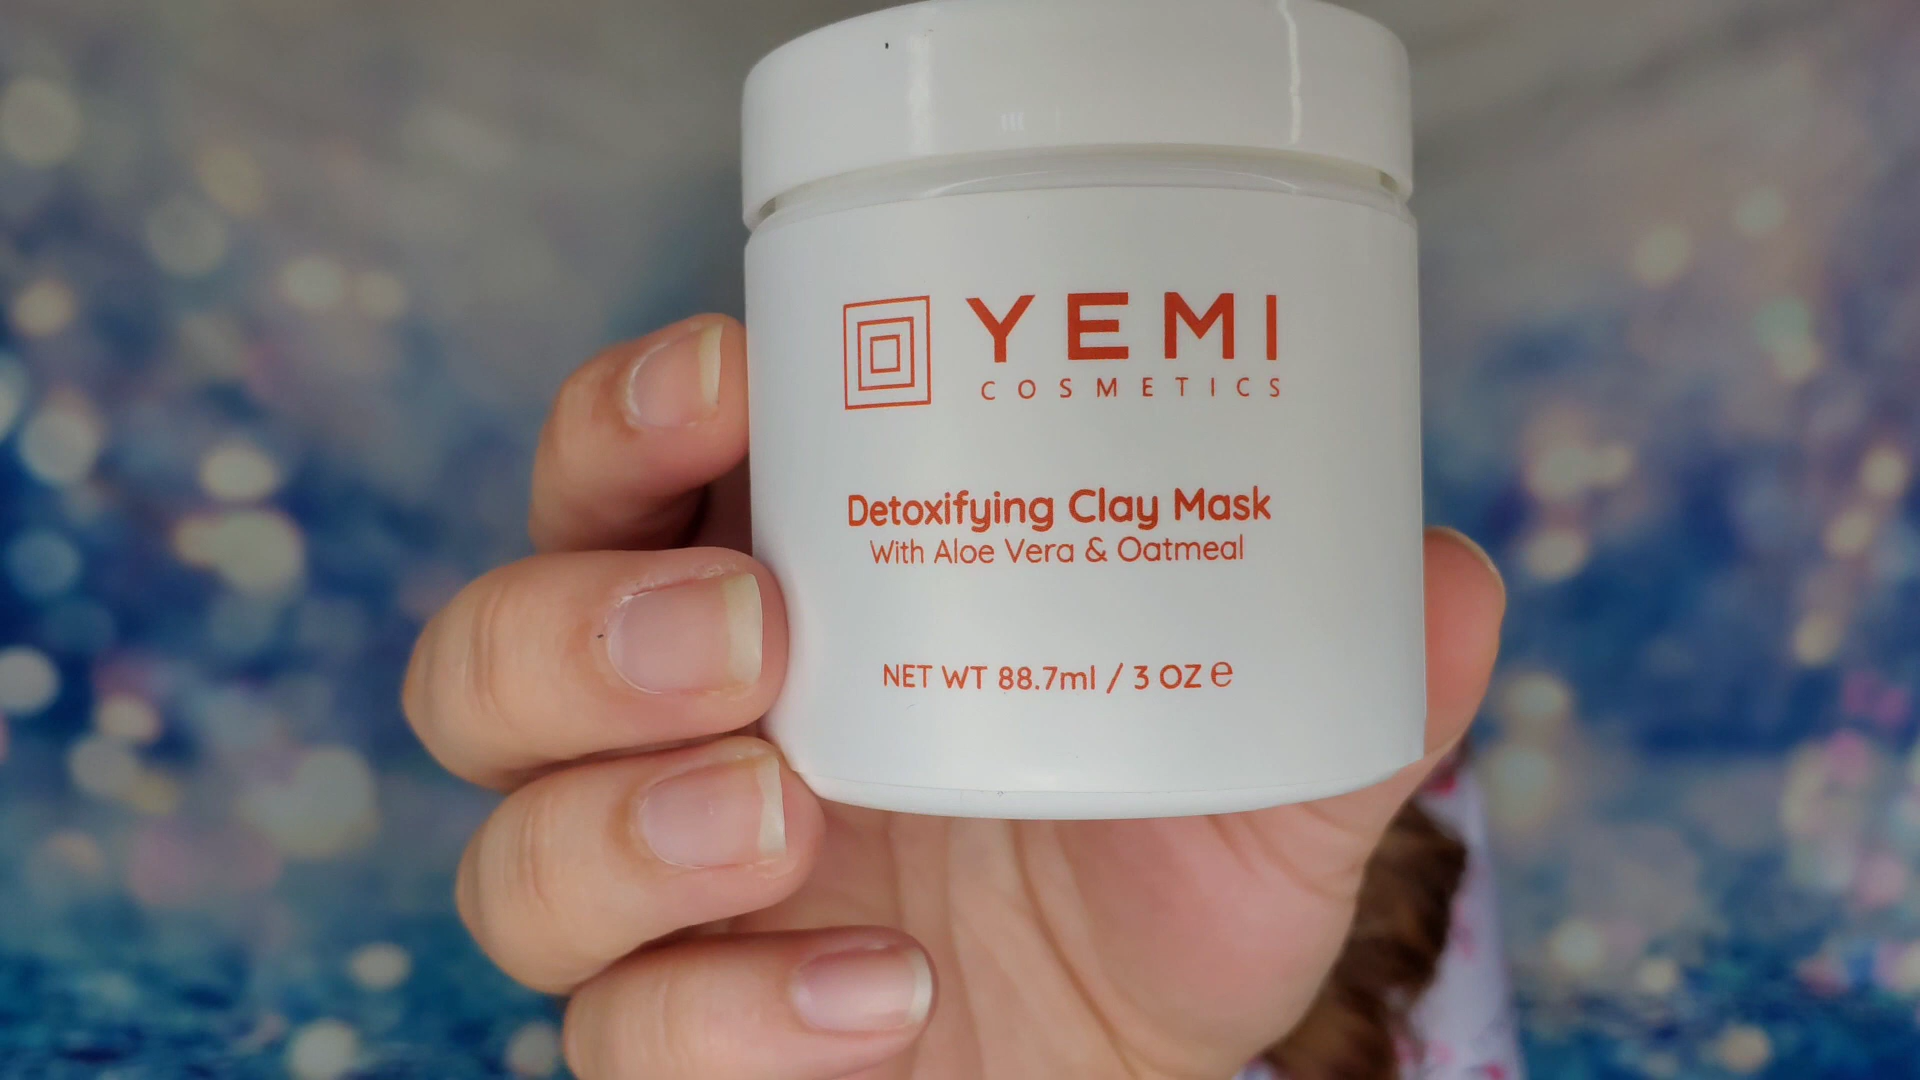 YEMI
COSMETICS
Detoxifying Clay Mask
With Aloe Vera & Oatmeal
NET WT 88.7ml / 3 OZ ℮